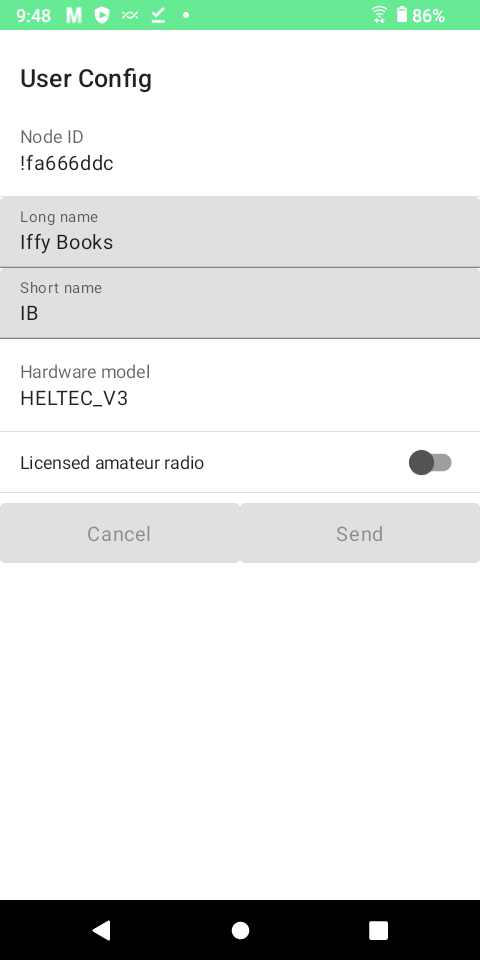 9:48 M 86%
User Config
Node ID
!fa666ddc
Long name
Iffy Books
Short name
IB
Hardware model
HELTEC_V3
Licensed amateur radio
Cancel Send